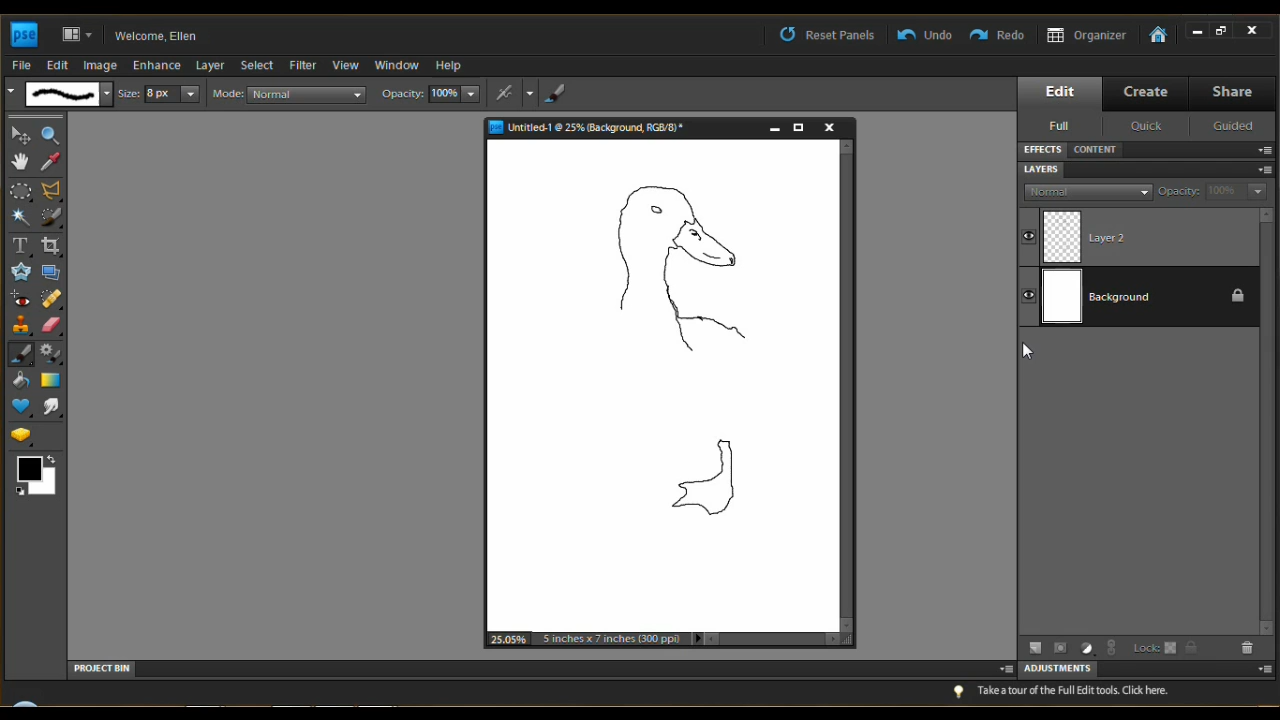 pse
Welcome, Ellen
Reset Panels
Undo
Redo
Organizer
File Edit Image Enhance Layer Select Filter View Window Help
Size: 8 px
Mode: Normal
Opacity: 100%
Edit Create Share
Full Quick Guided
EFFECTS CONTENT
LAYERS
Normal
Opacity: 100%
pse Untitled-1 @ 25% (Background, RGB/8) *
Layer 2
Background
T
25.05%
5 inches x 7 inches (300 ppi)
Lock:
PROJECT BIN
ADJUSTMENTS
Take a tour of the Full Edit tools. Click here.